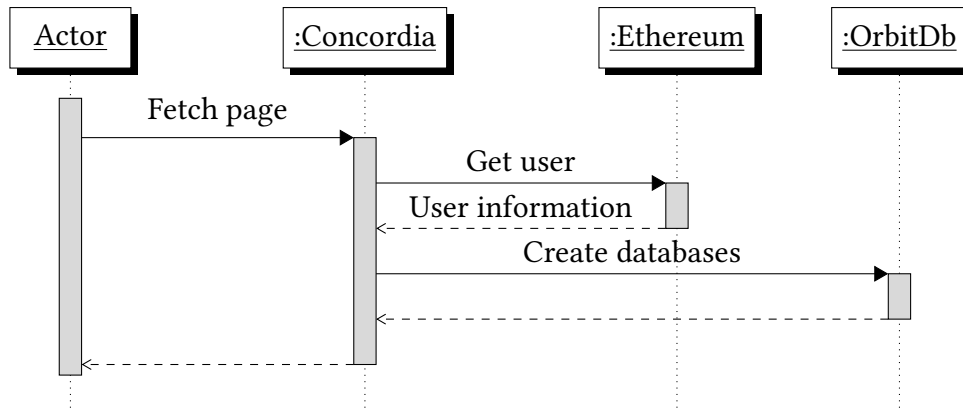 Actor
:Concordia
:Ethereum
:OrbitDb
Fetch page
Get user
User information
Create databases